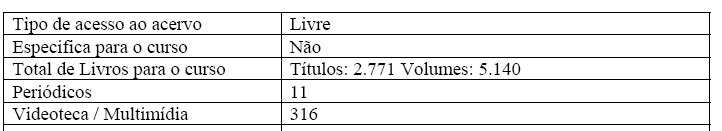 Tipo de acesso ao acervo Livre
Especifica para o curso Não
Total de Livros para o curso Títulos: 2.771 Volumes: 5.140
Periódicos 11
Videoteca / Multimídia 316